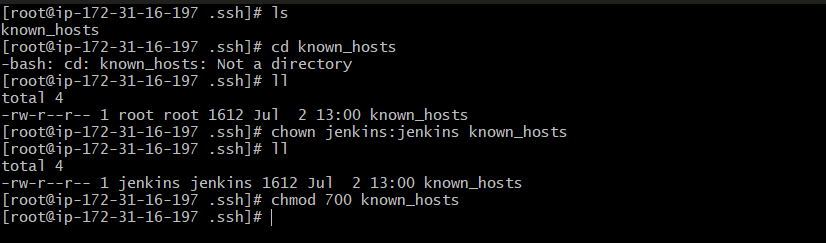 [root@ip-172-31-16-197 .ssh]# ls
known_hosts
[root@ip-172-31-16-197 .ssh]# cd known_hosts
-bash: cd: known_hosts: Not a directory
[root@ip-172-31-16-197 .ssh]# ll
total 4
-rw-r--r-- 1 root root 1612 Jul  2 13:00 known_hosts
[root@ip-172-31-16-197 .ssh]# chown jenkins:jenkins known_hosts
[root@ip-172-31-16-197 .ssh]# ll
total 4
-rw-r--r-- 1 jenkins jenkins 1612 Jul  2 13:00 known_hosts
[root@ip-172-31-16-197 .ssh]# chmod 700 known_hosts
[root@ip-172-31-16-197 .ssh]#